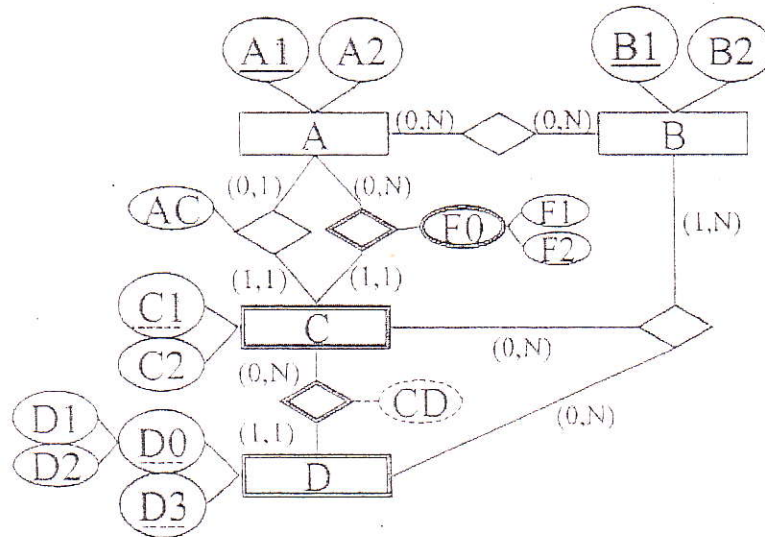 A1 A2 B1 B2
A (0,N) (0,N) B
(0,1) (0,N)
AC F0 F1
F2
(1,N)
(1,1) (1,1)
C1 C
C2 (0,N) (0,N)
CD
D1 D0 (1,1) (0,N)
D2
D3 D